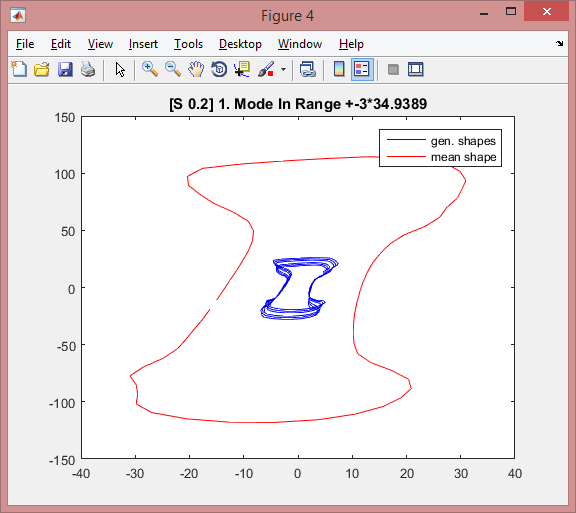 Figure 4
File Edit View Insert Tools Desktop Window Help
[S 0.2] 1. Mode In Range +-3*34.9389
gen. shapes
mean shape
150
100
50
0
-50
-100
-150
-40 -30 -20 -10 0 10 20 30 40